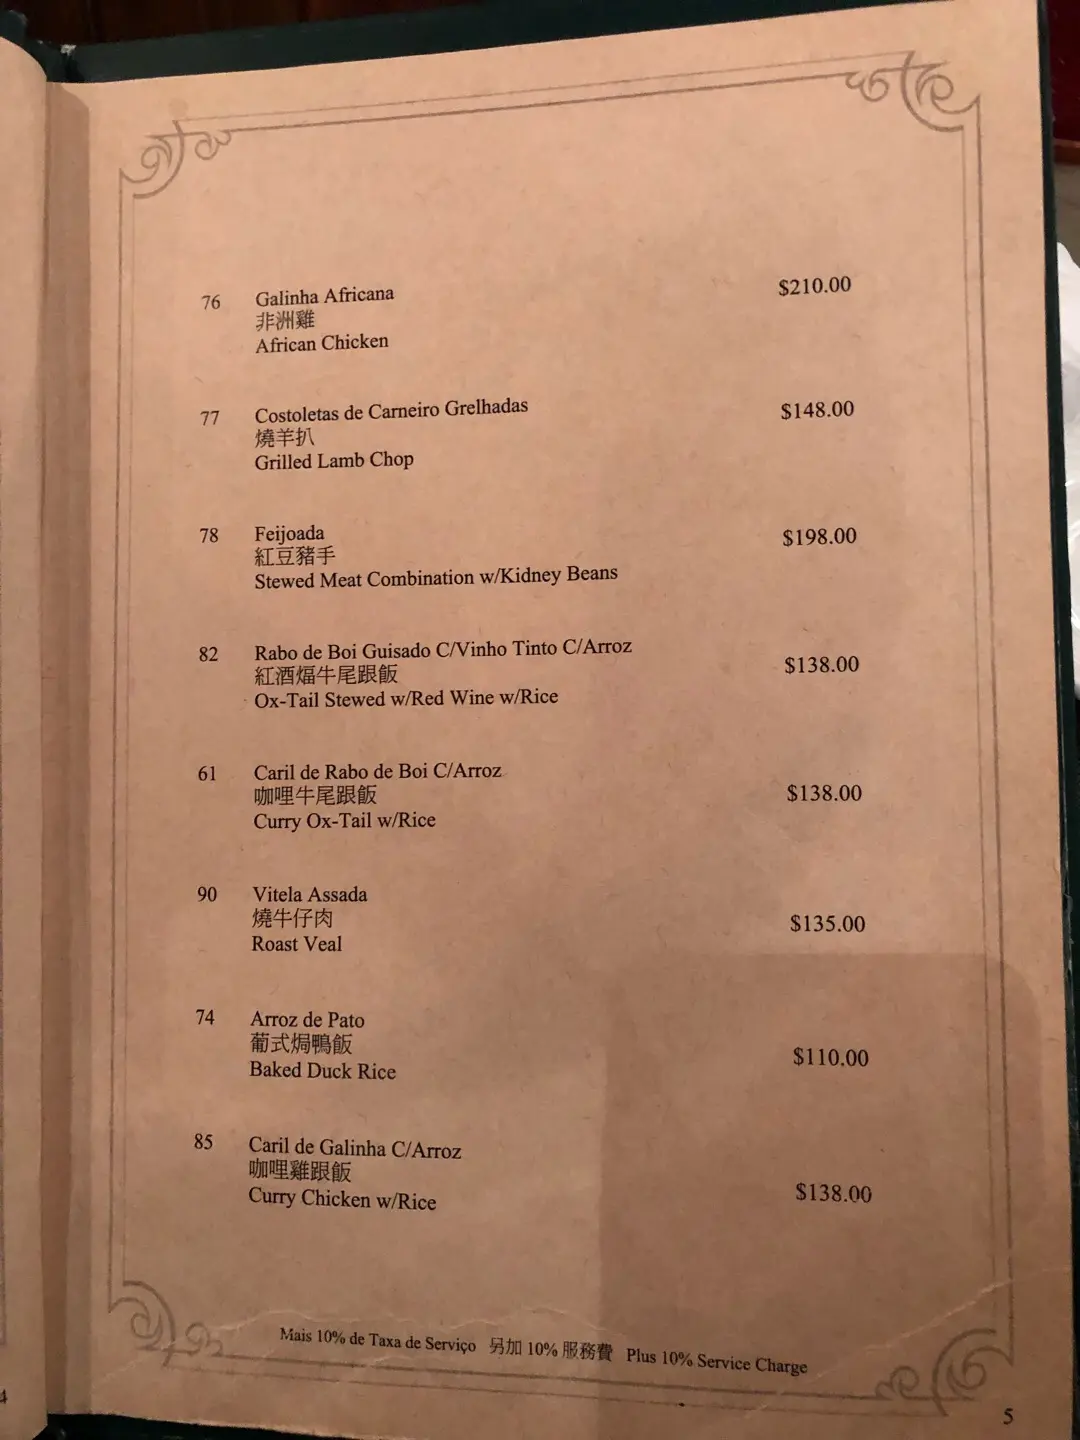 76 Galinha Africana $210.00
非洲雞
African Chicken
77 Costoletas de Carneiro Grelhadas $148.00
燒羊扒
Grilled Lamb Chop
78 Feijoada $198.00
紅豆豬手
Stewed Meat Combination w/Kidney Beans
82 Rabo de Boi Guisado C/Vinho Tinto C/Arroz $138.00
紅酒煏牛尾跟飯
Ox-Tail Stewed w/Red Wine w/Rice
61 Caril de Rabo de Boi C/Arroz $138.00
咖哩牛尾跟飯
Curry Ox-Tail w/Rice
90 Vitela Assada $135.00
燒牛仔肉
Roast Veal
74 Arroz de Pato $110.00
葡式焗鴨飯
Baked Duck Rice
85 Caril de Galinha C/Arroz $138.00
咖哩雞跟飯
Curry Chicken w/Rice
Mais 10% de Taxa de Serviço 另加 10% 服務費 Plus 10% Service Charge
4
5